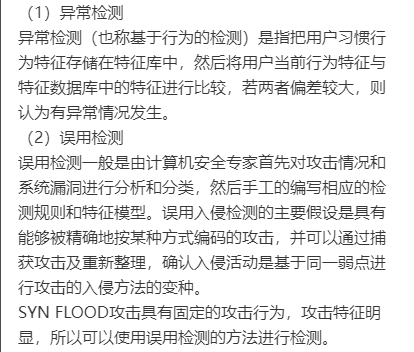 （1）异常检测
异常检测（也称基于行为的检测）是指把用户习惯行
为特征存储在特征库中，然后将用户当前行为特征与
特征数据库中的特征进行比较，若两者偏差较大，则
认为有异常情况发生。
（2）误用检测
误用检测一般是由计算机安全专家首先对攻击情况和
系统漏洞进行分析和分类，然后手工的编写相应的检
测规则和特征模型。误用入侵检测的主要假设是具有
能够被精确地按某种方式编码的攻击，并可以通过捕
获攻击及重新整理，确认入侵活动是基于同一弱点进
行攻击的入侵方法的变种。
SYN FLOOD攻击具有固定的攻击行为，攻击特征明
显，所以可以使用误用检测的方法进行检测。